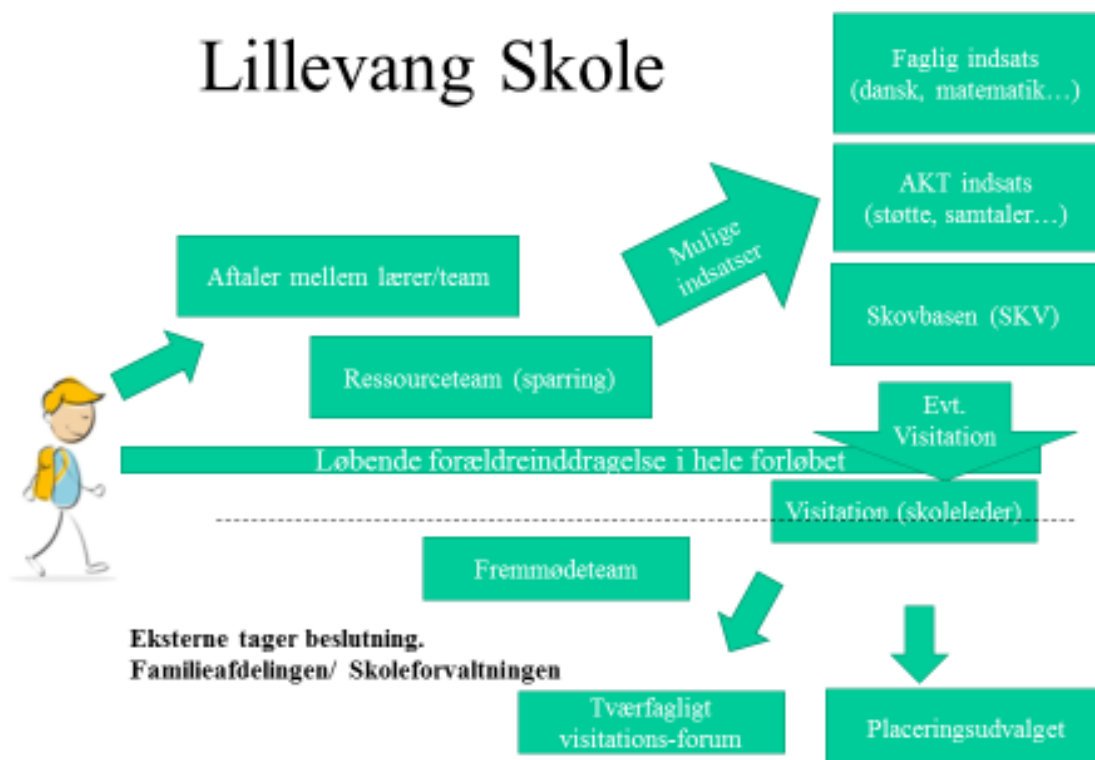 Lillevang Skole
Faglig indsats
(dansk, matematik…)
AKT indsats
(støtte, samtaler…)
Mulige
indsatser
Aftaler mellem lærer/team
Skovbasen (SKV)
Ressourceteam (sparring)
Evt.
Visitation
Løbende forældreinddragelse i hele forløbet
Visitation (skoleleder)
Fremmødeteam
Eksterne tager beslutning.
Familieafdelingen/ Skoleforvaltningen
Tværfagligt
visitations-forum
Placeringsudvalget